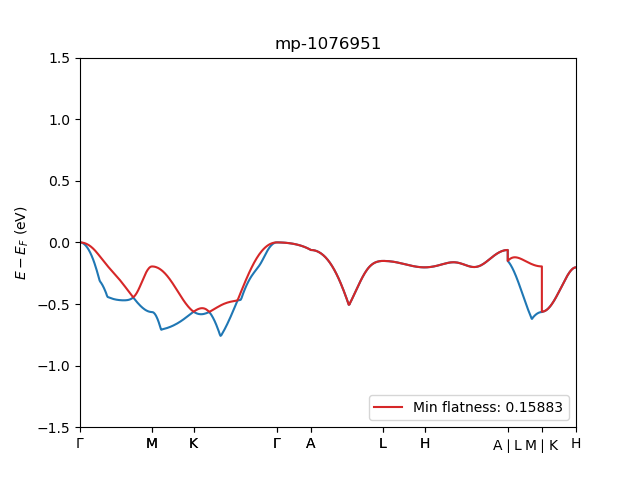 mp-1076951
E − E_F (eV)
1.5
1.0
0.5
0.0
−0.5
−1.0
−1.5
Γ M K Γ A L H A | L M | K H
Min flatness: 0.15883